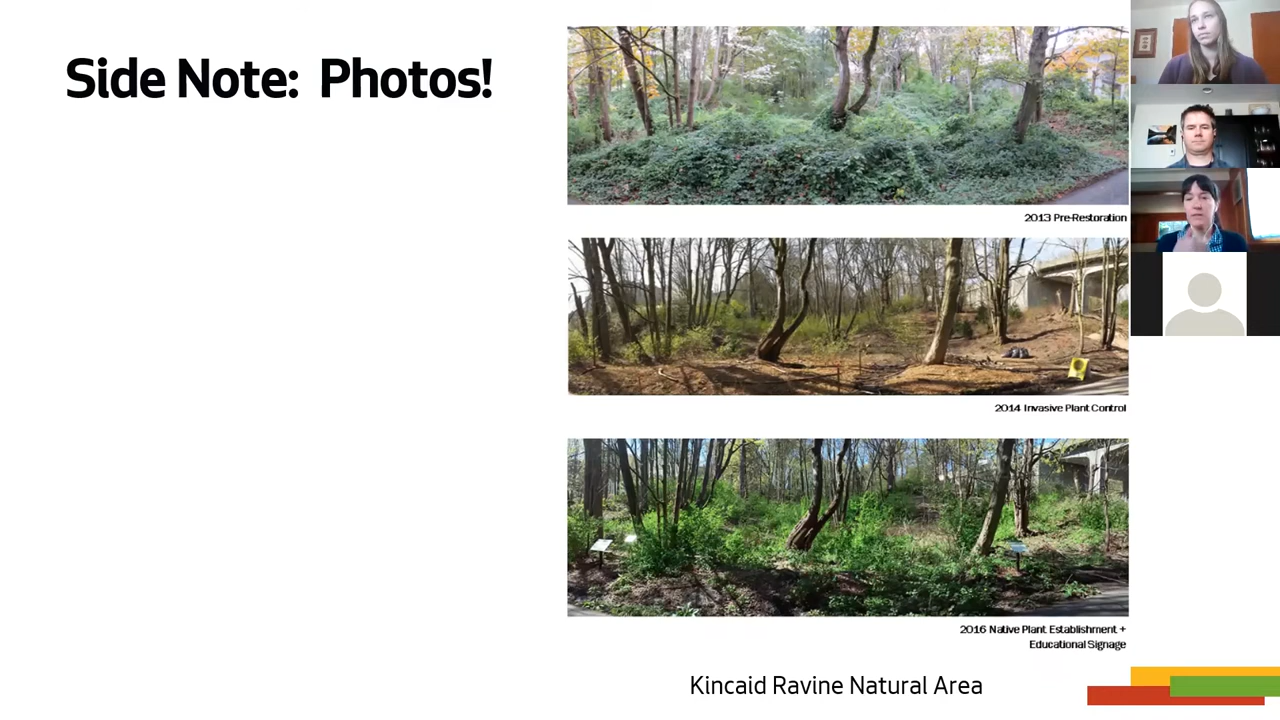 Side Note: Photos!
2013 Pre-Restoration
2014 Invasive Plant Control
2016 Native Plant Establishment +
Educational Signage
Kincaid Ravine Natural Area